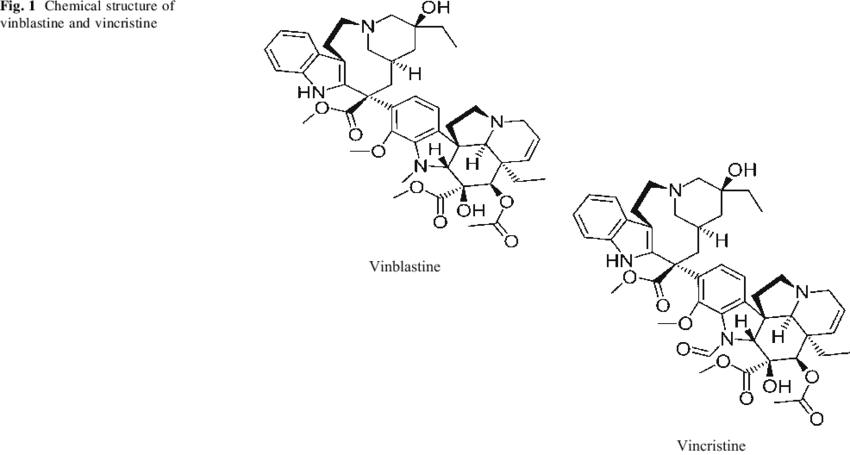 Fig. 1 Chemical structure of
vinblastine and vincristine
OH
N
H
HN
O
O
O
H
N
N
H
O
O
OH
O
O
Vinblastine
OH
N
H
HN
O
O
O
H
N
N
H
O
O
O
OH
O
O
Vincristine